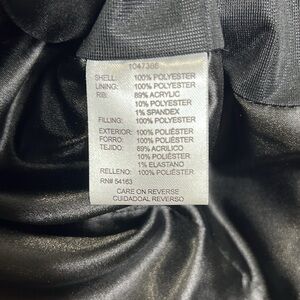 1047386
SHELL: 100% POLYESTER
LINING: 100% POLYESTER
RIB: 89% ACRYLIC
10% POLYESTER
1% SPANDEX
FILLING: 100% POLYESTER
EXTERIOR: 100% POLIÉSTER
FORRO: 100% POLIÉSTER
TEJIDO: 89% ACRILICO
10% POLIÉSTER
1% ELASTANO
RELLENO: 100% POLIÉSTER
RN# 54163
CARE ON REVERSE
CUIDADOAL REVERSO